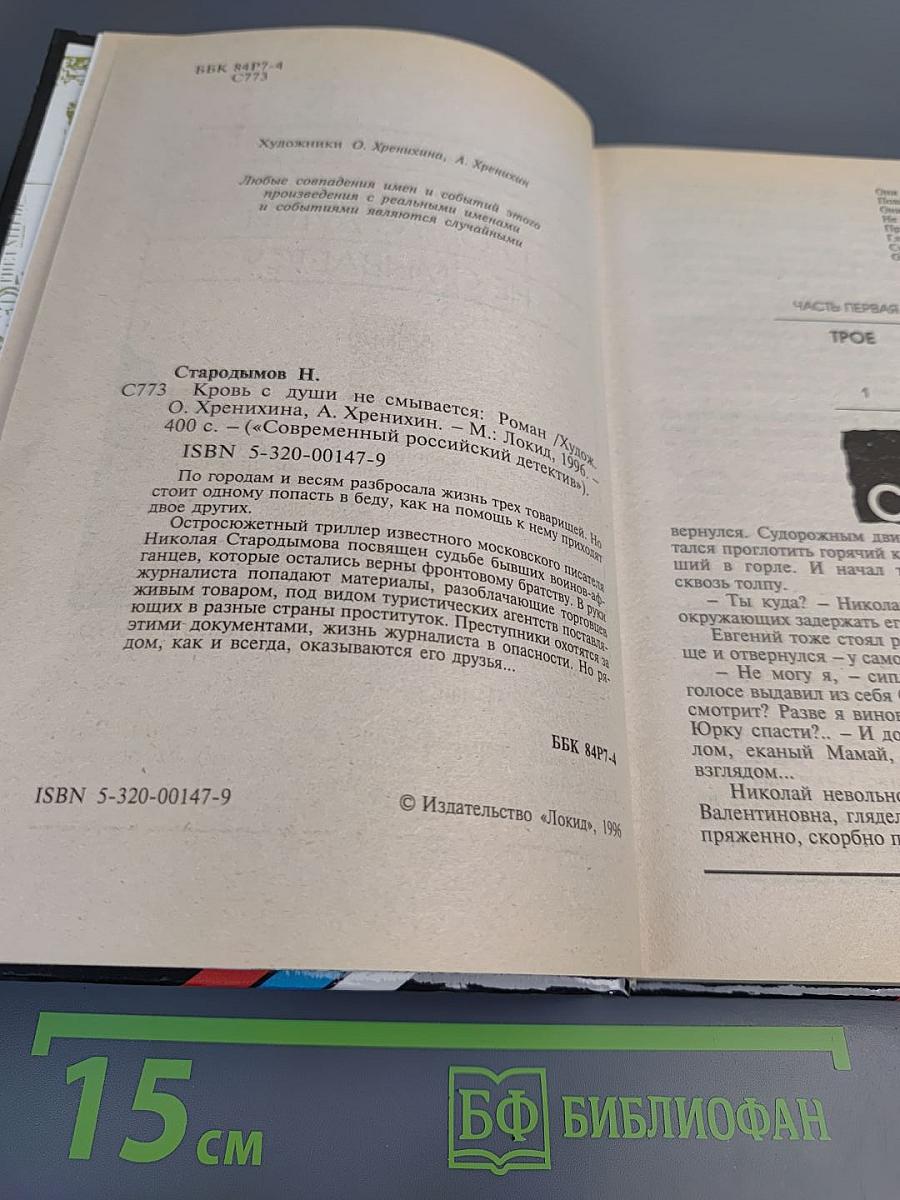 ББК 84Р7-4
С773
Художники О. Хренихина, А. Хренихин
Любые совпадения имен и событий этого
произведения с реальными именами
и событиями являются случайными
Стародымов Н.
С773 Кровь с души не смывается: Роман /Худож.
О. Хренихина, А. Хренихин. – М.: Локид, 1996. –
400 с. – («Современный российский детектив»).
ISBN 5-320-00147-9
По городам и весям разбросала жизнь трех товарищей. Но
стоит одному попасть в беду, как на помощь к нему приходят
двое других.
Остросюжетный триллер известного московского писателя
Николая Стародымова посвящен судьбе бывших воинов-аф-
ганцев, которые остались верны фронтовому братству. В руки
журналиста попадают материалы, разоблачающие торговцев
живым товаром, под видом туристических агентств поставля-
ющих в разные страны проституток. Преступники охотятся за
этими документами, жизнь журналиста в опасности. Но ря-
дом, как и всегда, оказываются его друзья...
ББК 84Р7-4
ISBN 5-320-00147-9
© Издательство «Локид», 1996
Они
Не
ЧАСТЬ ПЕРВАЯ
ТРОЕ
1
С
вернулся. Судорожным дви
тался проглотить горячий к
ший в горле. И начал
сквозь толпу.
– Ты куда? – Никола
окружающих задержать ег
Евгений тоже стоял р
ще и отвернулся – у само
– Не могу я, – сип
голосе выдавил из себя
смотрит? Разве я винов
Юрку спасти?.. – И до
лом, еканый Мамай,
взглядом...
Николай невольно
Валентиновна, глядел
пряженно, скорбно п
15 см
БФ БИБЛИОФАН